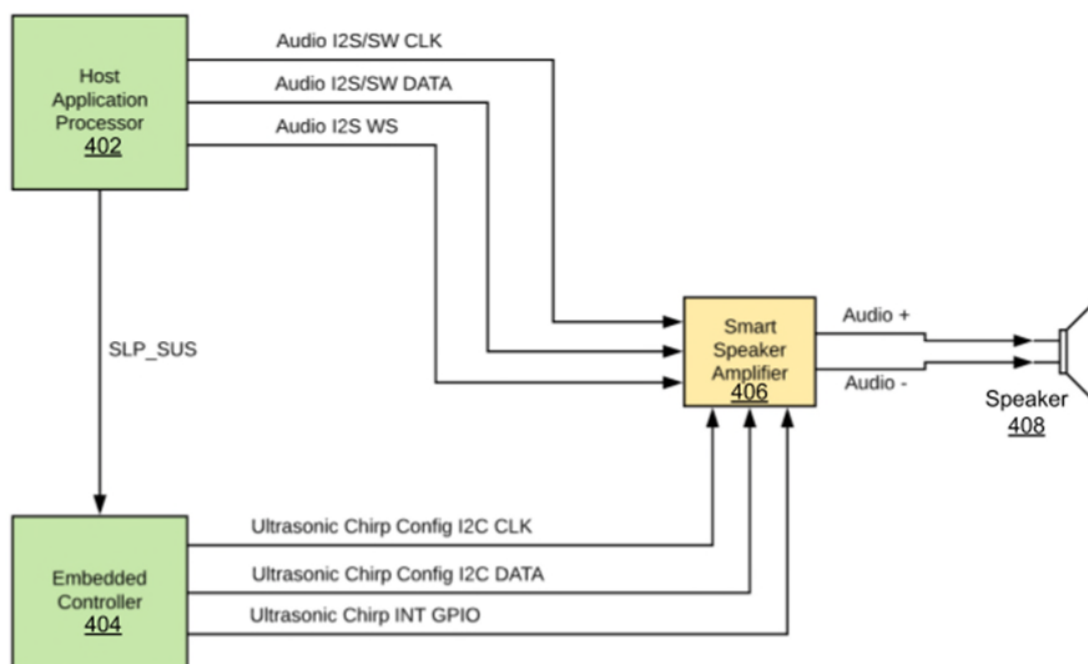 Host
Application
Processor
402
Audio I2S/SW CLK
Audio I2S/SW DATA
Audio I2S WS
SLP_SUS
Smart
Speaker
Amplifier
406
Audio +
Audio -
Speaker
408
Embedded
Controller
404
Ultrasonic Chirp Config I2C CLK
Ultrasonic Chirp Config I2C DATA
Ultrasonic Chirp INT GPIO